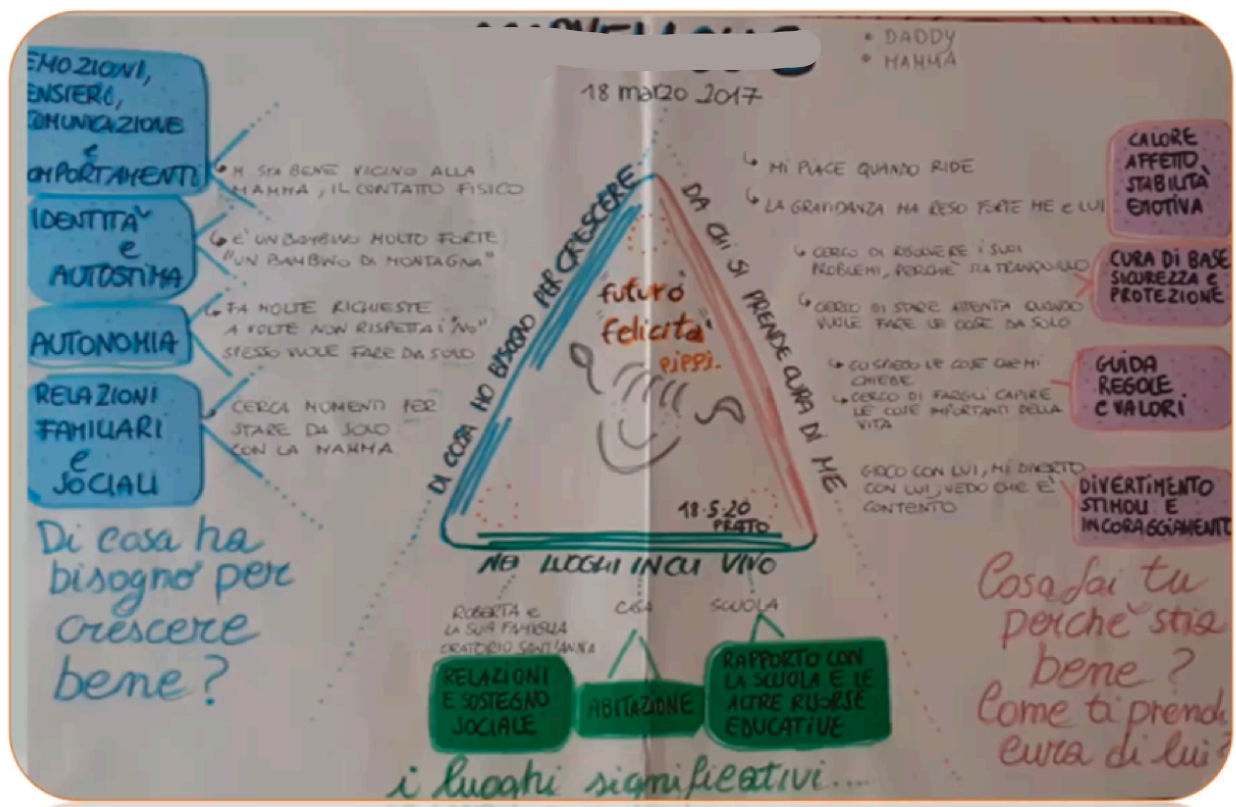 18 marzo 2017
• DADDY
• MAMMA
EMOZIONI,
ENSIERO,
OMUNICAZIONE
e
OMPORTAMENTI
M STA BENE VICINO ALLA
MAMMA, IL CONTATTO FISICO
IDENTITÀ
e
AUTOSTIMA
E' UN BAMBINO MOLTO FORTE
"UN BAMBINO DI MONTAGNA"
AUTONOMIA
FA MOLTE RICHIESTE
A VOLTE NON RISPETTA I "NO"
SPESSO VUOLE FARE DA SOLO
RELAZIONI
FAMILIARI
e
SOCIALI
CERCA MOMENTI PER
STARE DA SOLO
CON LA MAMMA
Di cosa ha
bisogno per
crescere
bene?
DI COSA HO BISOGNO PER CRESCERE
futuro
"felicità"
PIPPI.
18-5-20
PRATO
DA CHI SI PRENDE CURA DI ME
NEI LUOGHI IN CUI VIVO
MI PIACE QUANDO RIDE
LA GRAVIDANZA HA RESO FORTE ME e LUI
CALORE
AFFETTO
STABILITÀ
EMOTIVA
CERCO DI RISOLVERE I SUOI
PROBLEMI, PERCHE' STIA TRANQUILLO
CERCO DI STARE ATTENTA QUANDO
VUOLE FARE LE COSE DA SOLO
CURA DI BASE
SICUREZZA e
PROTEZIONE
GLI SPIEGO LE COSE CHE MI
CHIEDE
CERCO DI FARGLI CAPIRE
LE COSE IMPORTANTI DELLA
VITA
GUIDA
REGOLE
e VALORI
GIOCO CON LUI, MI DIVERTO
CON LUI, VEDO CHE E'
CONTENTO
DIVERTIMENTO
STIMOLI E
INCORAGGIAMENTO
Cosa fai tu
perchè stia
bene?
Come ti prendi
cura di lui?
ROBERTA e
LA SUA FAMIGLIA
ORATORIO SANT'ANNA
CASA
SCUOLA
RELAZIONI
E SOSTEGNO
SOCIALE
ABITAZIONE
RAPPORTO CON
LA SCUOLA E LE
ALTRE RISORSE
EDUCATIVE
i luoghi significativi....